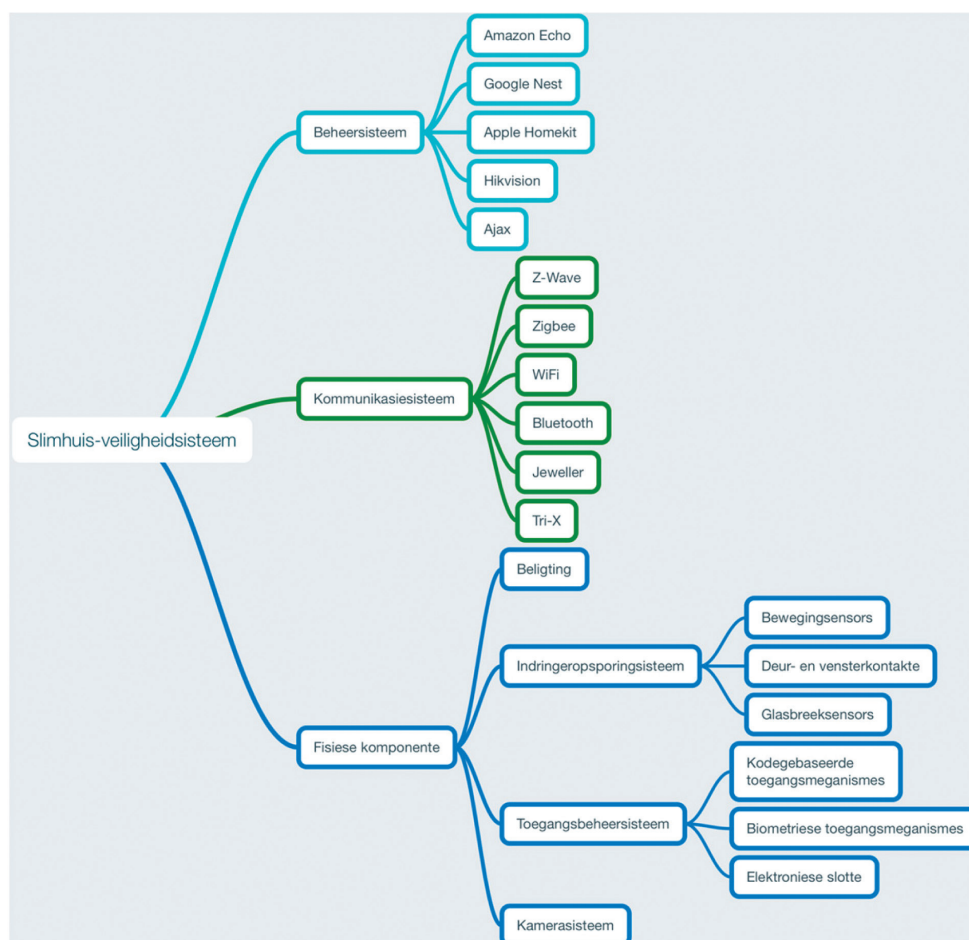 Amazon Echo
Google Nest
Beheersisteem
Apple Homekit
Hikvision
Ajax
Z-Wave
Zigbee
WiFi
Kommunikasiesisteem
Bluetooth
Slimhuis-veiligheidsisteem
Jeweller
Tri-X
Beligting
Bewegingsensors
Indringeropsporingsisteem
Deur- en vensterkontakte
Glasbreeksensors
Fisiese komponente
Kodegebaseerde
toegangsmeganismes
Toegangsbeheersisteem
Biometriese toegangsmeganismes
Elektroniese slotte
Kamerasisteem